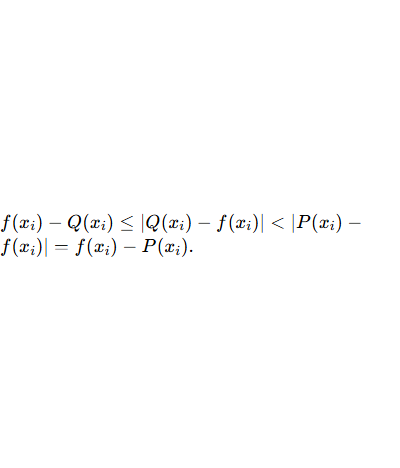 f(xᵢ) − Q(xᵢ) ≤ |Q(xᵢ) − f(xᵢ)| < |P(xᵢ) −
f(xᵢ)| = f(xᵢ) − P(xᵢ).